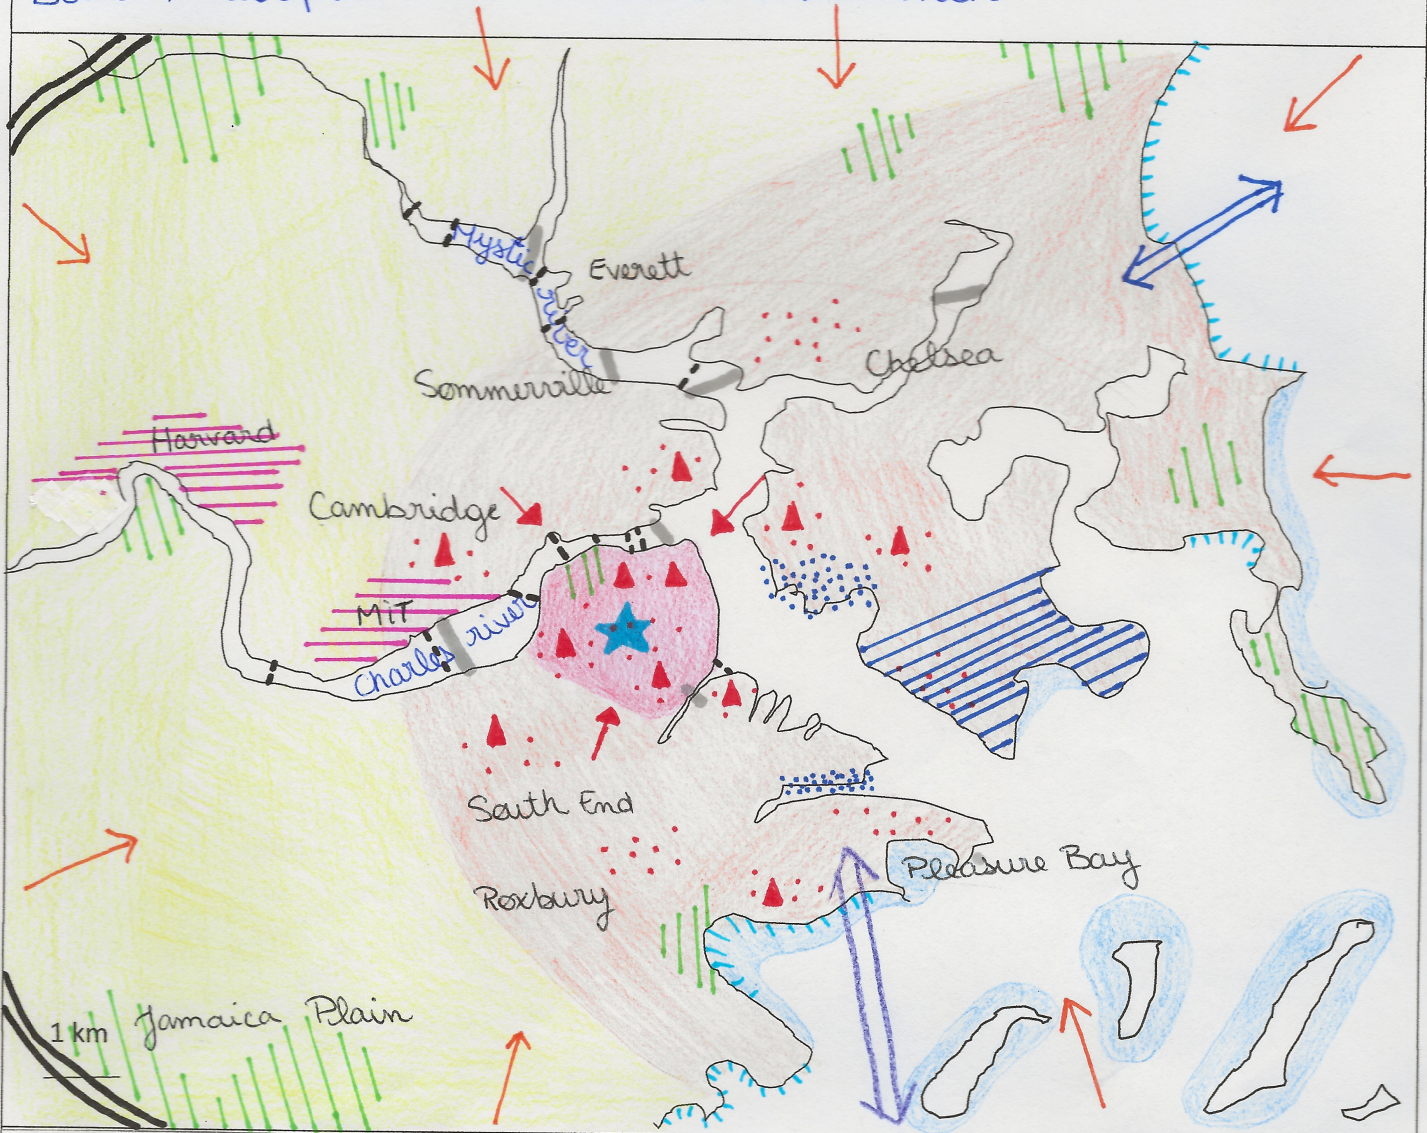 Mystic
river
Everett
Sommerville
Chelsea
Harvard
Cambridge
MiT
Charles river
South End
Roxbury
Pleasure Bay
Jamaica Plain
1 km